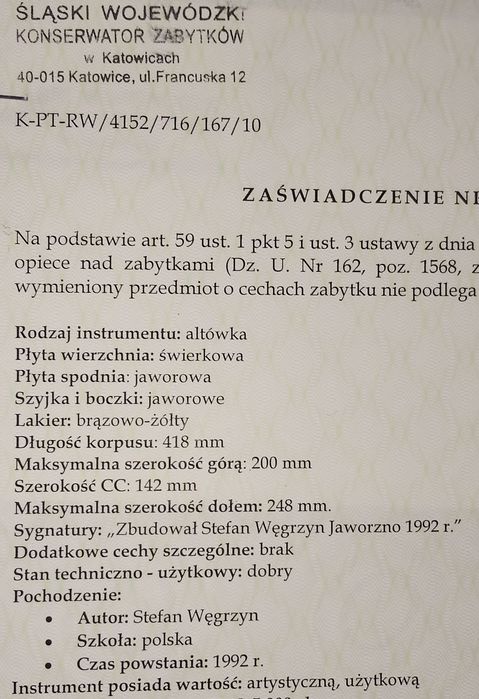 ŚLĄSKI WOJEWÓDZKI
KONSERWATOR ZABYTKÓW
w Katowicach
40-015 Katowice, ul.Francuska 12
K-PT-RW/4152/716/167/10
ZAŚWIADCZENIE
Na podstawie art. 59 ust. 1 pkt 5 i ust. 3 ustawy z dnia
opiece nad zabytkami (Dz. U. Nr 162, poz. 1568, z
wymieniony przedmiot o cechach zabytku nie podlega
Rodzaj instrumentu: altówka
Płyta wierzchnia: świerkowa
Płyta spodnia: jaworowa
Szyjka i boczki: jaworowe
Lakier: brązowo-żółty
Długość korpusu: 418 mm
Maksymalna szerokość górą: 200 mm
Szerokość CC: 142 mm
Maksymalna szerokość dołem: 248 mm.
Sygnatury: „Zbudował Stefan Węgrzyn Jaworzno 1992 r.”
Dodatkowe cechy szczególne: brak
Stan techniczno - użytkowy: dobry
Pochodzenie:
• Autor: Stefan Węgrzyn
• Szkoła: polska
• Czas powstania: 1992 r.
Instrument posiada wartość: artystyczną, użytkową